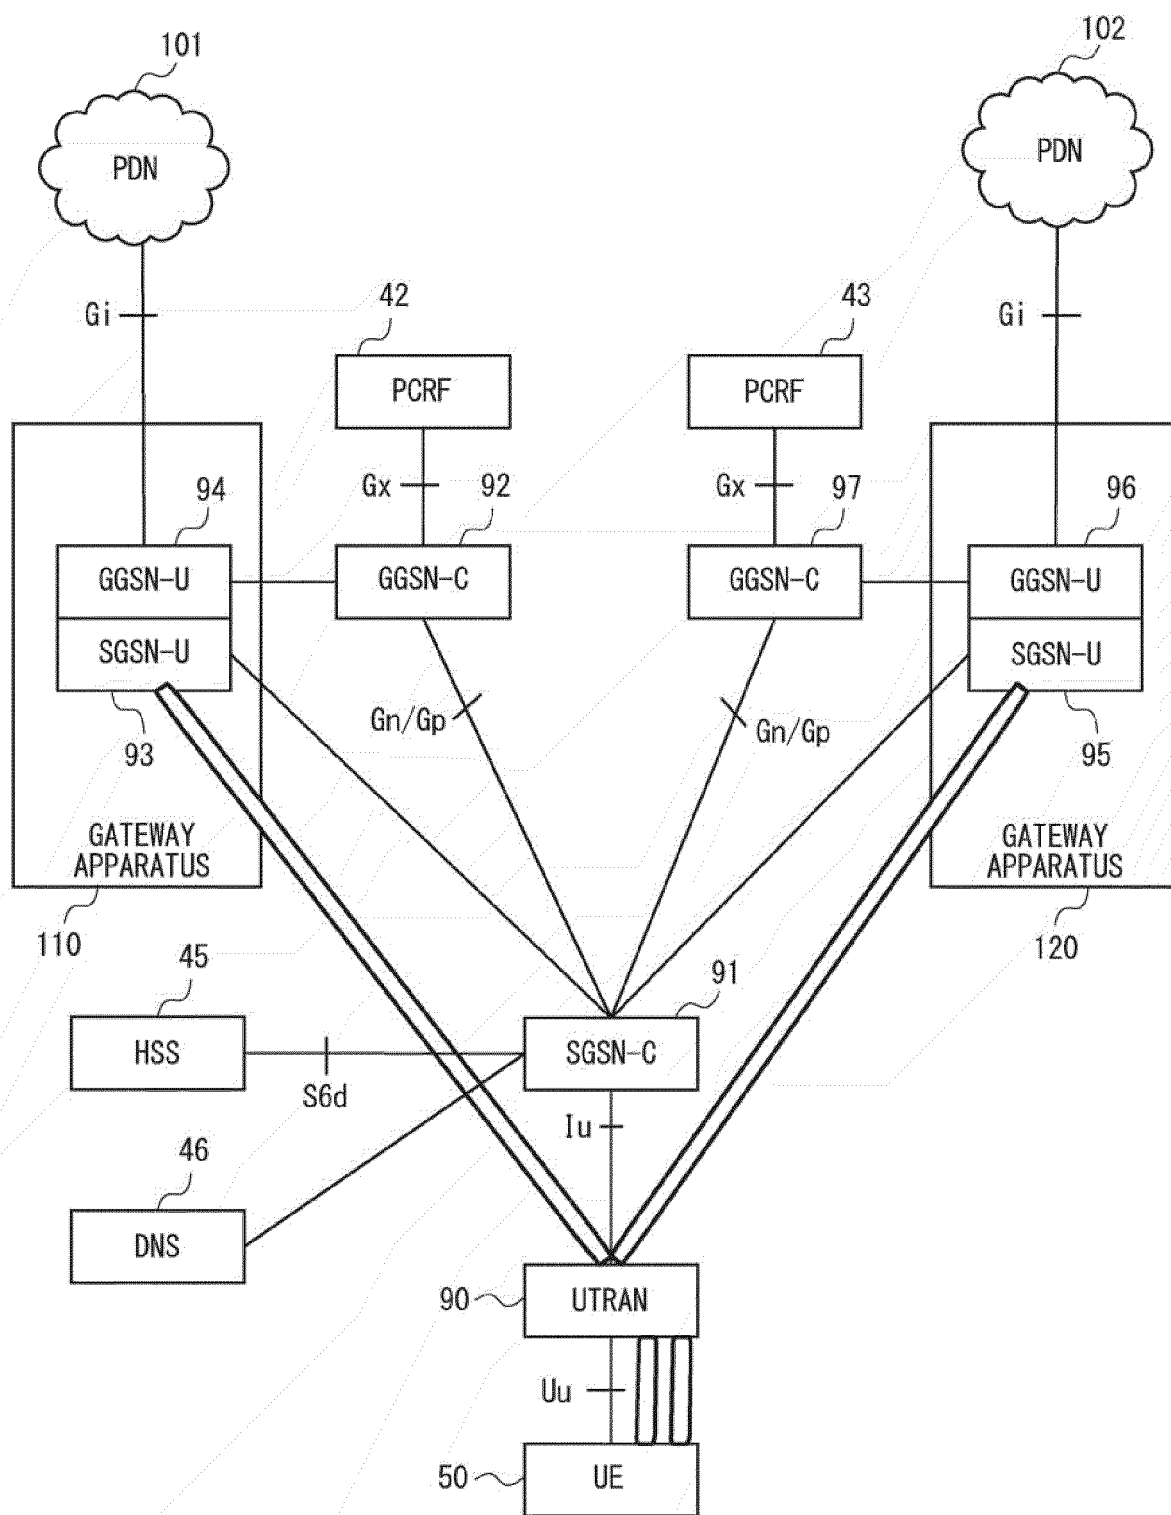 101
102
PDN
PDN
42
43
Gi
Gi
PCRF
PCRF
94
Gx
92
Gx
97
96
GGSN-U
GGSN-C
GGSN-C
GGSN-U
SGSN-U
SGSN-U
Gn/Gp
Gn/Gp
93
95
GATEWAY
APPARATUS
GATEWAY
APPARATUS
110
120
45
91
HSS
SGSN-C
S6d
Iu
46
DNS
90
UTRAN
Uu
50
UE